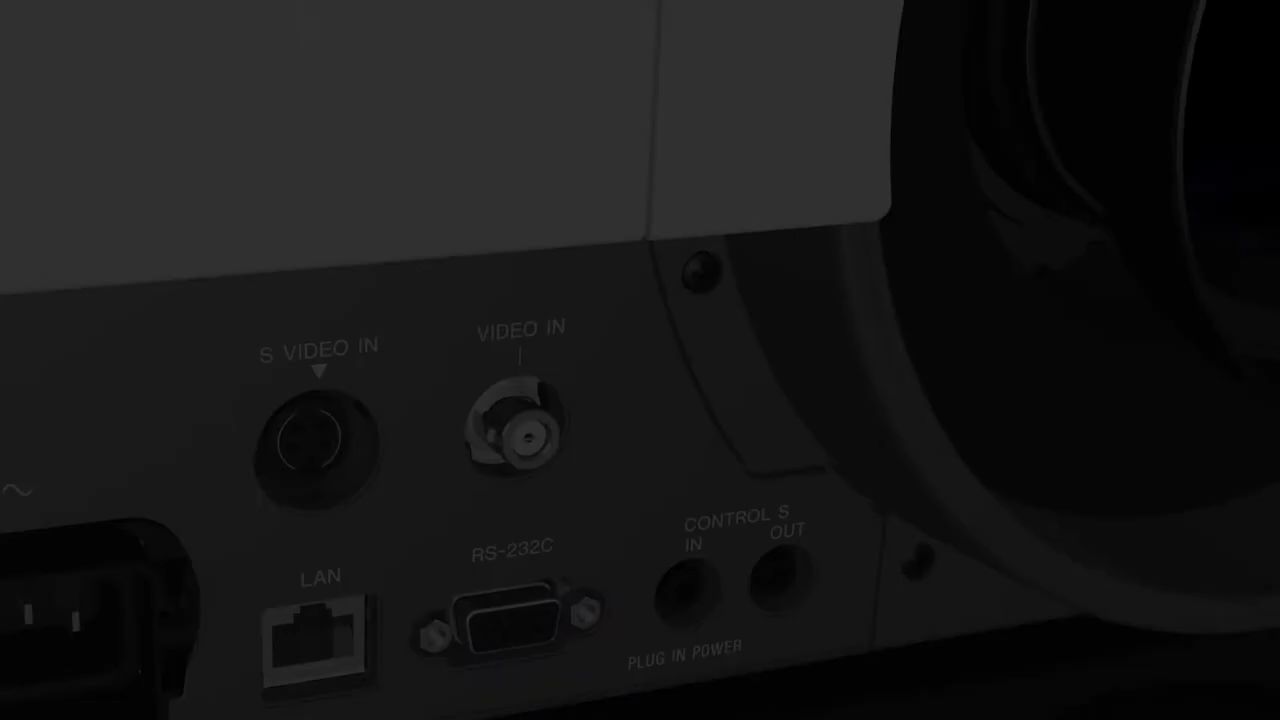 S VIDEO IN
VIDEO IN
CONTROL S
IN OUT
RS-232C
LAN
PLUG IN POWER